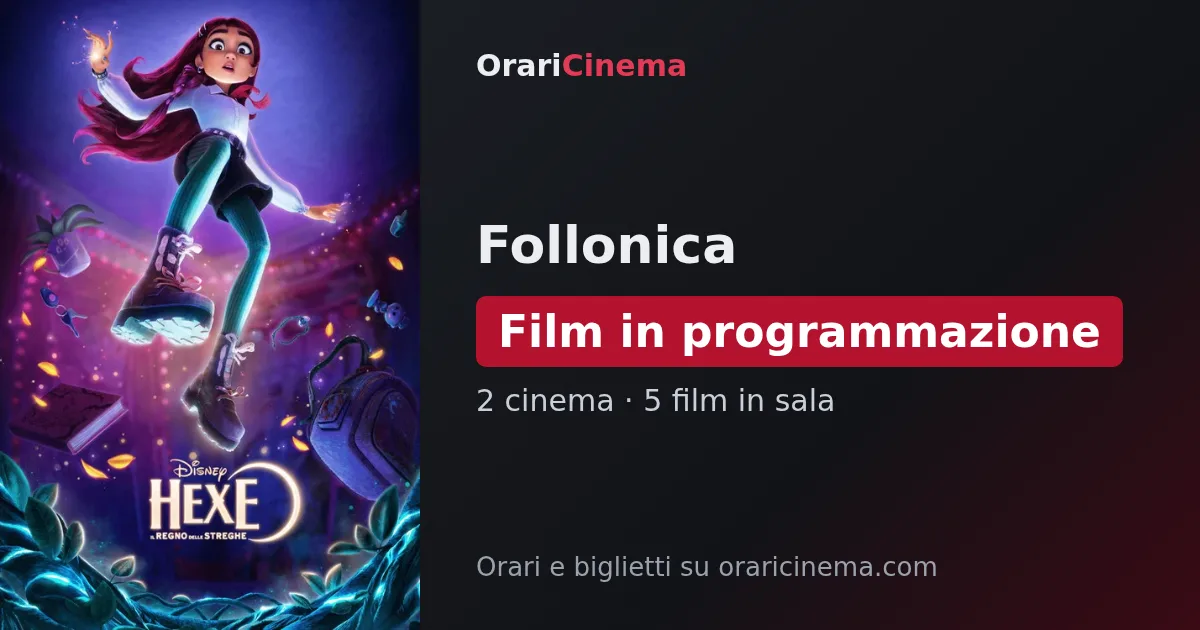 OrariCinema
Follonica
Film in programmazione
2 cinema · 5 film in sala
Orari e biglietti su oraricinema.com
Disney
HEXE
IL REGNO DELLE STREGHE